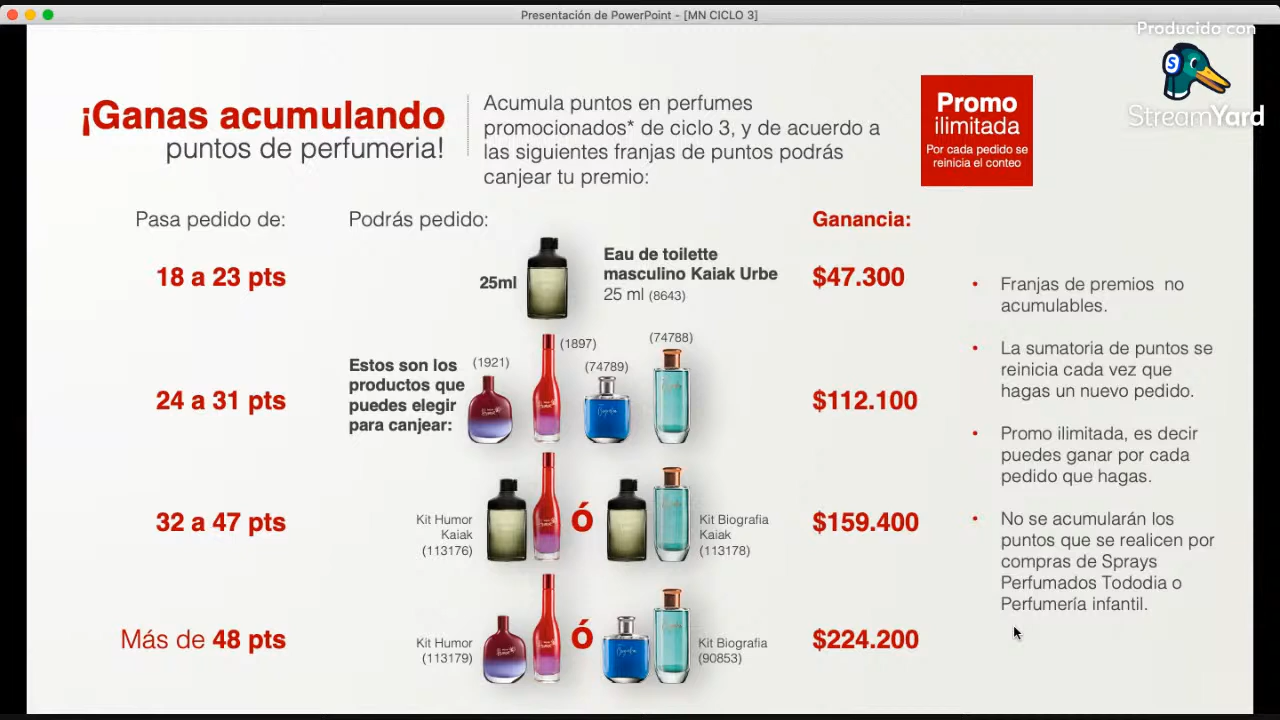 Presentación de PowerPoint - [MN CICLO 3]
Producido con
StreamYard
¡Ganas acumulando
puntos de perfumeria!
Acumula puntos en perfumes
promocionados* de ciclo 3, y de acuerdo a
las siguientes franjas de puntos podrás
canjear tu premio:
Promo
ilimitada
Por cada pedido se
reinicia el conteo
Pasa pedido de:
Podrás pedido:
Ganancia:
18 a 23 pts
25ml
Eau de toilette
masculino Kaiak Urbe
25 ml (8643)
$47.300
24 a 31 pts
Estos son los
productos que
puedes elegir
para canjear:
(1921)
(1897)
(74789)
(74788)
$112.100
32 a 47 pts
Kit Humor
Kaiak
(113176)
ó
Kit Biografia
Kaiak
(113178)
$159.400
Más de 48 pts
Kit Humor
(113179)
ó
Kit Biografia
(90853)
$224.200
• Franjas de premios no
acumulables.
• La sumatoria de puntos se
reinicia cada vez que
hagas un nuevo pedido.
• Promo ilimitada, es decir
puedes ganar por cada
pedido que hagas.
• No se acumularán los
puntos que se realicen por
compras de Sprays
Perfumados Tododia o
Perfumería infantil.